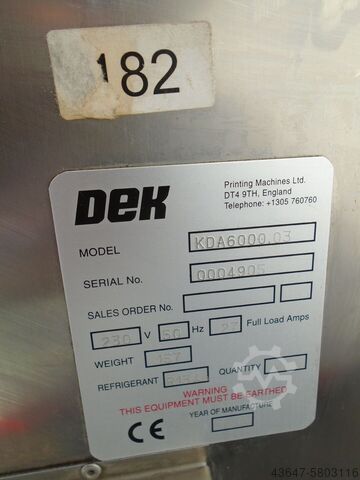 182
DEK
Printing Machines Ltd.
DT4 9TH, England
Telephone: +1305 760760
MODEL KDA6000.03
SERIAL No. 0004905
SALES ORDER No.
230 V 50 Hz Full Load Amps
WEIGHT 157
REFRIGERANT QUANTITY
WARNING
THIS EQUIPMENT MUST BE EARTHED
YEAR OF MANUFACTURE
CE
43647-5803116